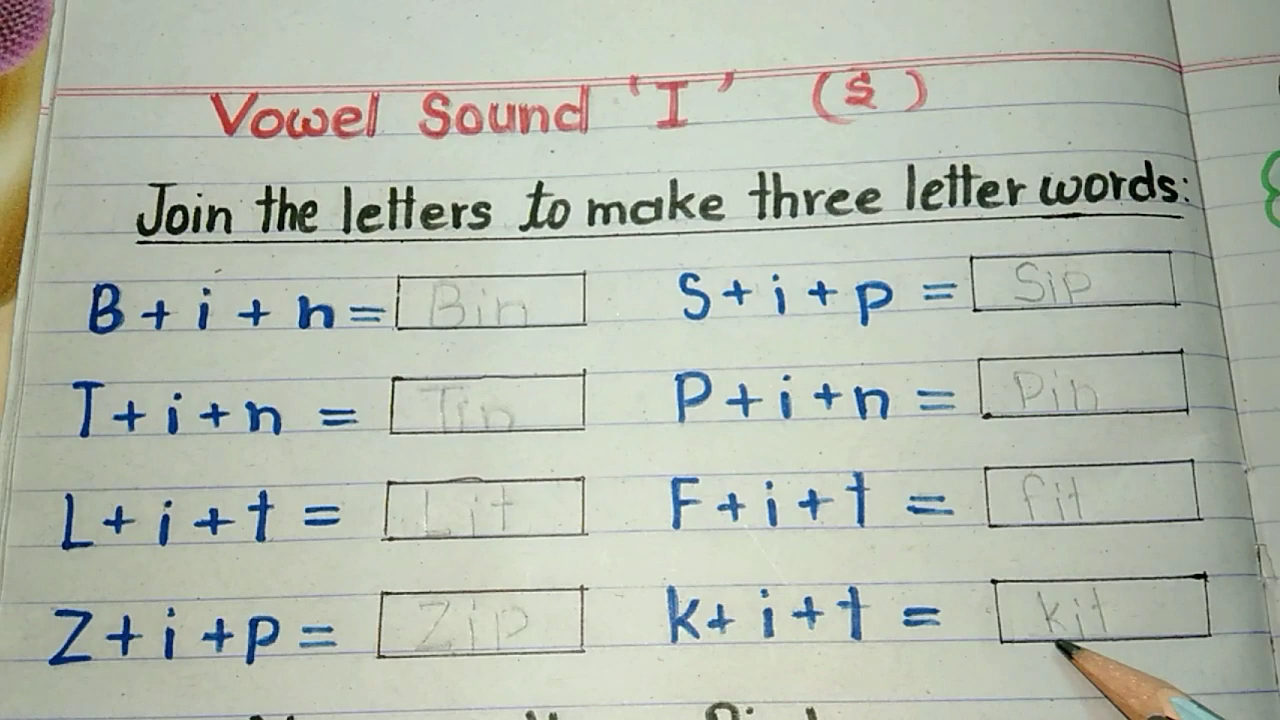 Vowel Sound 'I' (इ)
Join the letters to make three letter words:
B + i + n = Bin S + i + p = Sip
T + i + n = Tin P + i + n = Pin
L + i + t = Lit F + i + t = fit
Z + i + p = Zip k + i + t = kit